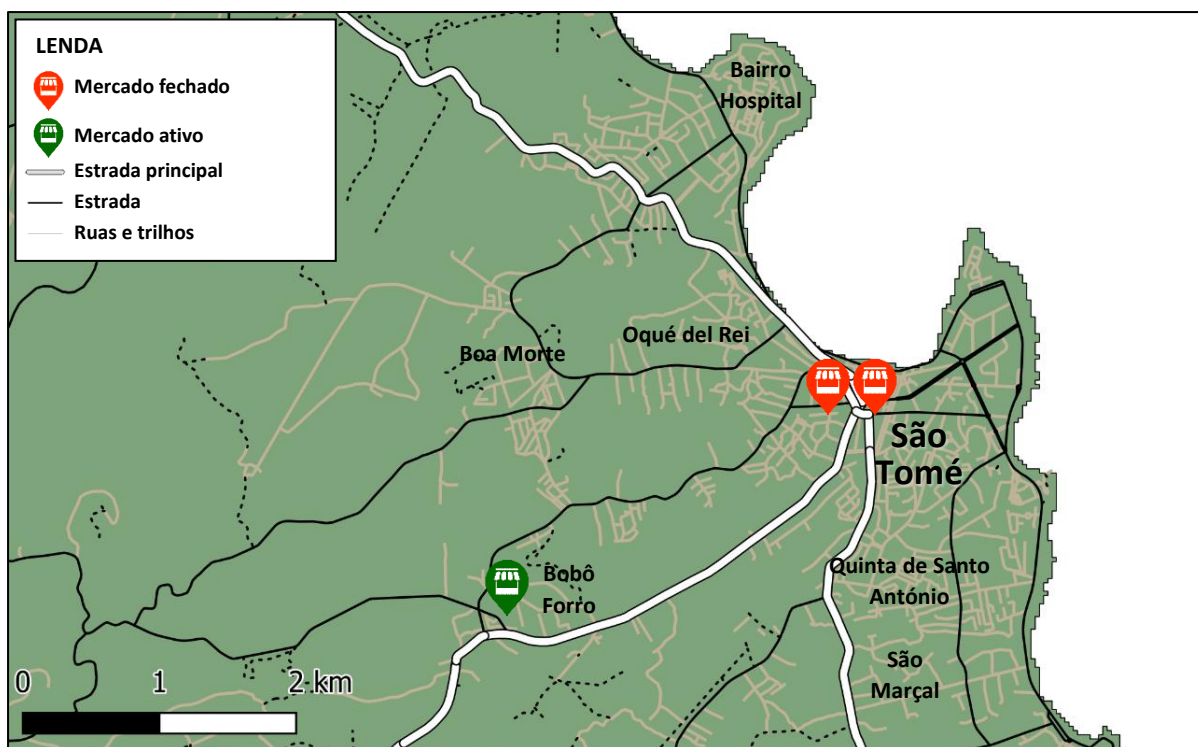 LENDA
Mercado fechado
Mercado ativo
Estrada principal
Estrada
Ruas e trilhos
Bairro
Hospital
Oqué del Rei
Boa Morte
São
Tomé
Bobô
Forro
Quinta de Santo
António
São
Marçal
0 1 2 km